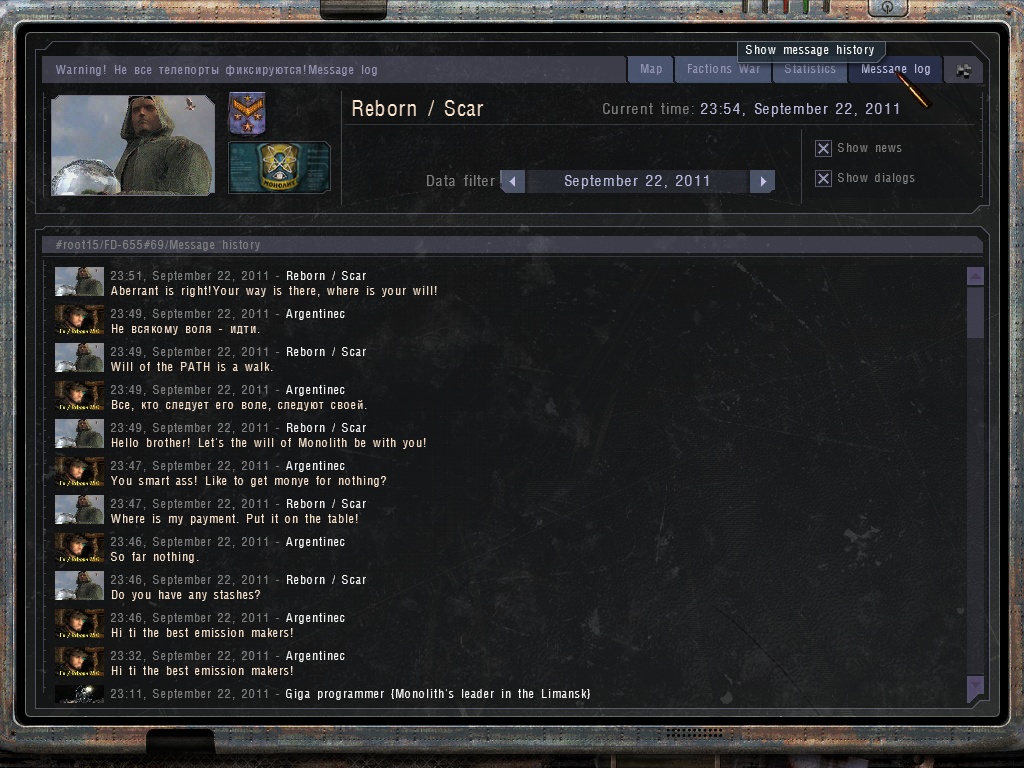 Show message history
Warning! Не все телепорты фиксируются!Message log
Map
Factions War
Statistics
Message log
Reborn / Scar
Current time: 23:54, September 22, 2011
МОНОЛИТ
Data filter
September 22, 2011
Show news
Show dialogs
#root15/FD-655#69/Message history
23:51, September 22, 2011 - Reborn / Scar
Aberrant is right!Your way is there, where is your will!
23:49, September 22, 2011 - Argentinec
Не всякому воля - идти.
23:49, September 22, 2011 - Reborn / Scar
Will of the PATH is a walk.
23:49, September 22, 2011 - Argentinec
Все, кто следует его воле, следуют своей.
23:49, September 22, 2011 - Reborn / Scar
Hello brother! Let's the will of Monolith be with you!
23:47, September 22, 2011 - Argentinec
You smart ass! Like to get monye for nothing?
23:47, September 22, 2011 - Reborn / Scar
Where is my payment. Put it on the table!
23:46, September 22, 2011 - Argentinec
So far nothing.
23:46, September 22, 2011 - Reborn / Scar
Do you have any stashes?
23:46, September 22, 2011 - Argentinec
Hi ti the best emission makers!
23:32, September 22, 2011 - Argentinec
Hi ti the best emission makers!
23:11, September 22, 2011 - Giga programmer {Monolith's leader in the Limansk}